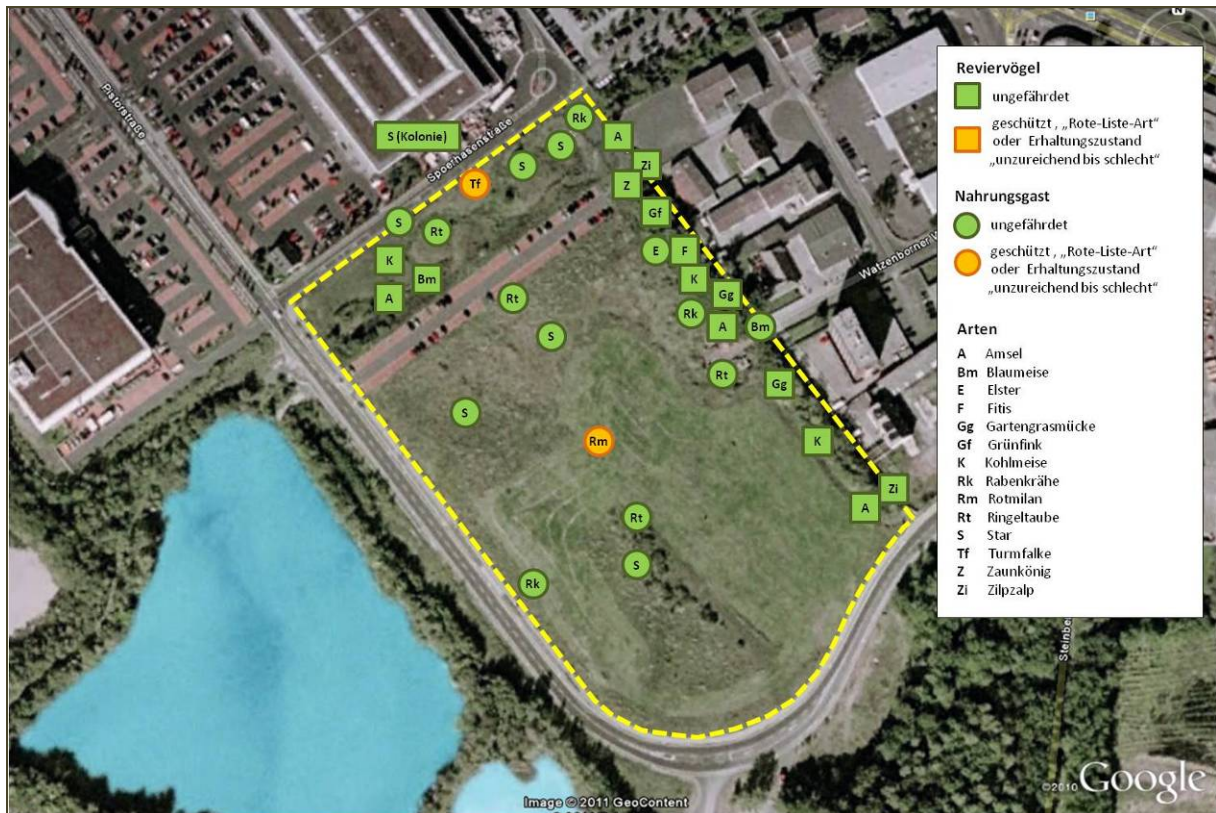 Pistorstraße
S (Kolonie)
Spoerhasenstraße
Rk
S
S
A
Zi
Z
Tf
Gf
S
Rt
E
F
K
K
Bm
A
Gg
Rt
Rk
A
Bm
S
Rt
Gg
S
Rm
K
Zi
A
Rt
S
Rk
Watzenborner
Reviervögel
ungefährdet
geschützt , „Rote-Liste-Art“
oder Erhaltungszustand
„unzureichend bis schlecht“
Nahrungsgast
ungefährdet
geschützt , „Rote-Liste-Art“
oder Erhaltungszustand
„unzureichend bis schlecht“
Arten
A Amsel
Bm Blaumeise
E Elster
F Fitis
Gg Gartengrasmücke
Gf Grünfink
K Kohlmeise
Rk Rabenkrähe
Rm Rotmilan
Rt Ringeltaube
S Star
Tf Turmfalke
Z Zaunkönig
Zi Zilpzalp
©2010 Google
Image © 2011 GeoContent